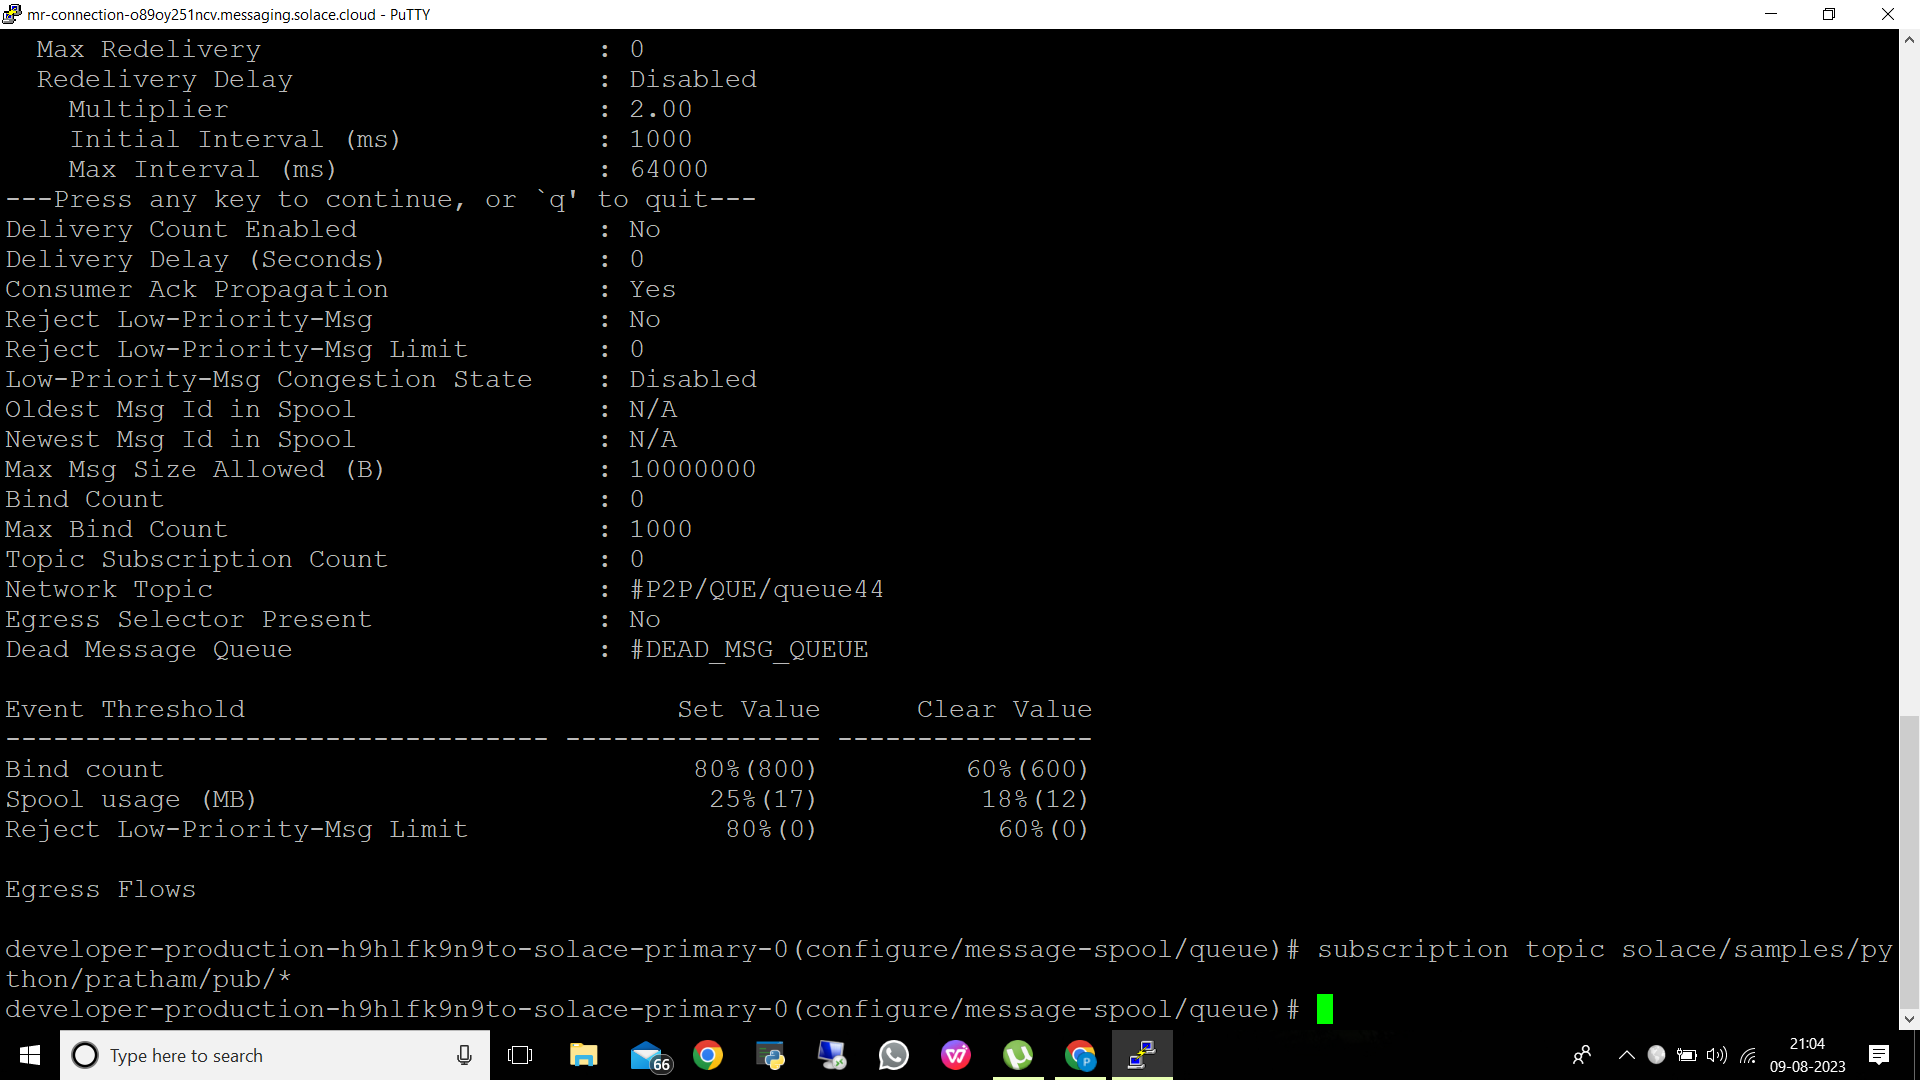 mr-connection-o89oy251ncv.messaging.solace.cloud - PuTTY
Max Redelivery : 0
Redelivery Delay : Disabled
Multiplier : 2.00
Initial Interval (ms) : 1000
Max Interval (ms) : 64000
---Press any key to continue, or `q' to quit---
Delivery Count Enabled : No
Delivery Delay (Seconds) : 0
Consumer Ack Propagation : Yes
Reject Low-Priority-Msg : No
Reject Low-Priority-Msg Limit : 0
Low-Priority-Msg Congestion State : Disabled
Oldest Msg Id in Spool : N/A
Newest Msg Id in Spool : N/A
Max Msg Size Allowed (B) : 10000000
Bind Count : 0
Max Bind Count : 1000
Topic Subscription Count : 0
Network Topic : #P2P/QUE/queue44
Egress Selector Present : No
Dead Message Queue : #DEAD_MSG_QUEUE
Event Threshold Set Value Clear Value
---------------------------------- ---------------- ----------------
Bind count 80%(800) 60%(600)
Spool usage (MB) 25%(17) 18%(12)
Reject Low-Priority-Msg Limit 80%(0) 60%(0)
Egress Flows
developer-production-h9hlfk9n9to-solace-primary-0(configure/message-spool/queue)# subscription topic solace/samples/py
thon/pratham/pub/*
developer-production-h9hlfk9n9to-solace-primary-0(configure/message-spool/queue)#
Type here to search
66
P
21:04
09-08-2023